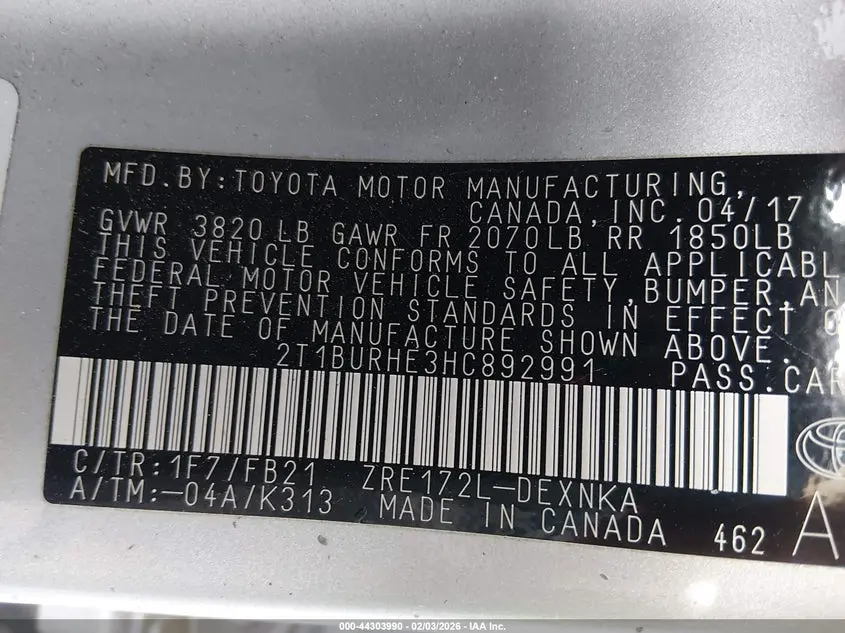 MFD.BY:TOYOTA MOTOR MANUFACTURING,
CANADA,INC. 04/17
GVWR 3820 LB GAWR FR 2070LB RR 1850LB
THIS VEHICLE CONFORMS TO ALL APPLICABL
FEDERAL MOTOR VEHICLE SAFETY,BUMPER,AN
THEFT PREVENTION STANDARDS IN EFFECT O
THE DATE OF MANUFACTURE SHOWN ABOVE.
2T1BURHE3HC892991 PASS.CAR
C/TR:1F7/FB21 ZRE172L-DEXNKA
A/TM:-04A/K313 MADE IN CANADA 462 A
000-44303990 - 02/03/2026 - IAA Inc.